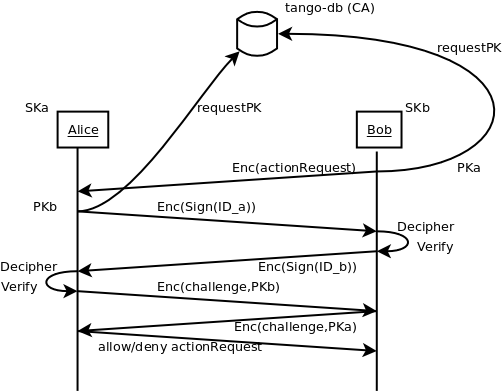 tango-db (CA)
requestPK
SKa
requestPK
SKb
Alice
Bob
Enc(actionRequest)
PKa
PKb
Enc(Sign(ID_a))
Decipher
Verify
Decipher
Enc(Sign(ID_b))
Verify
Enc(challenge,PKb)
Enc(challenge,PKa)
allow/deny actionRequest